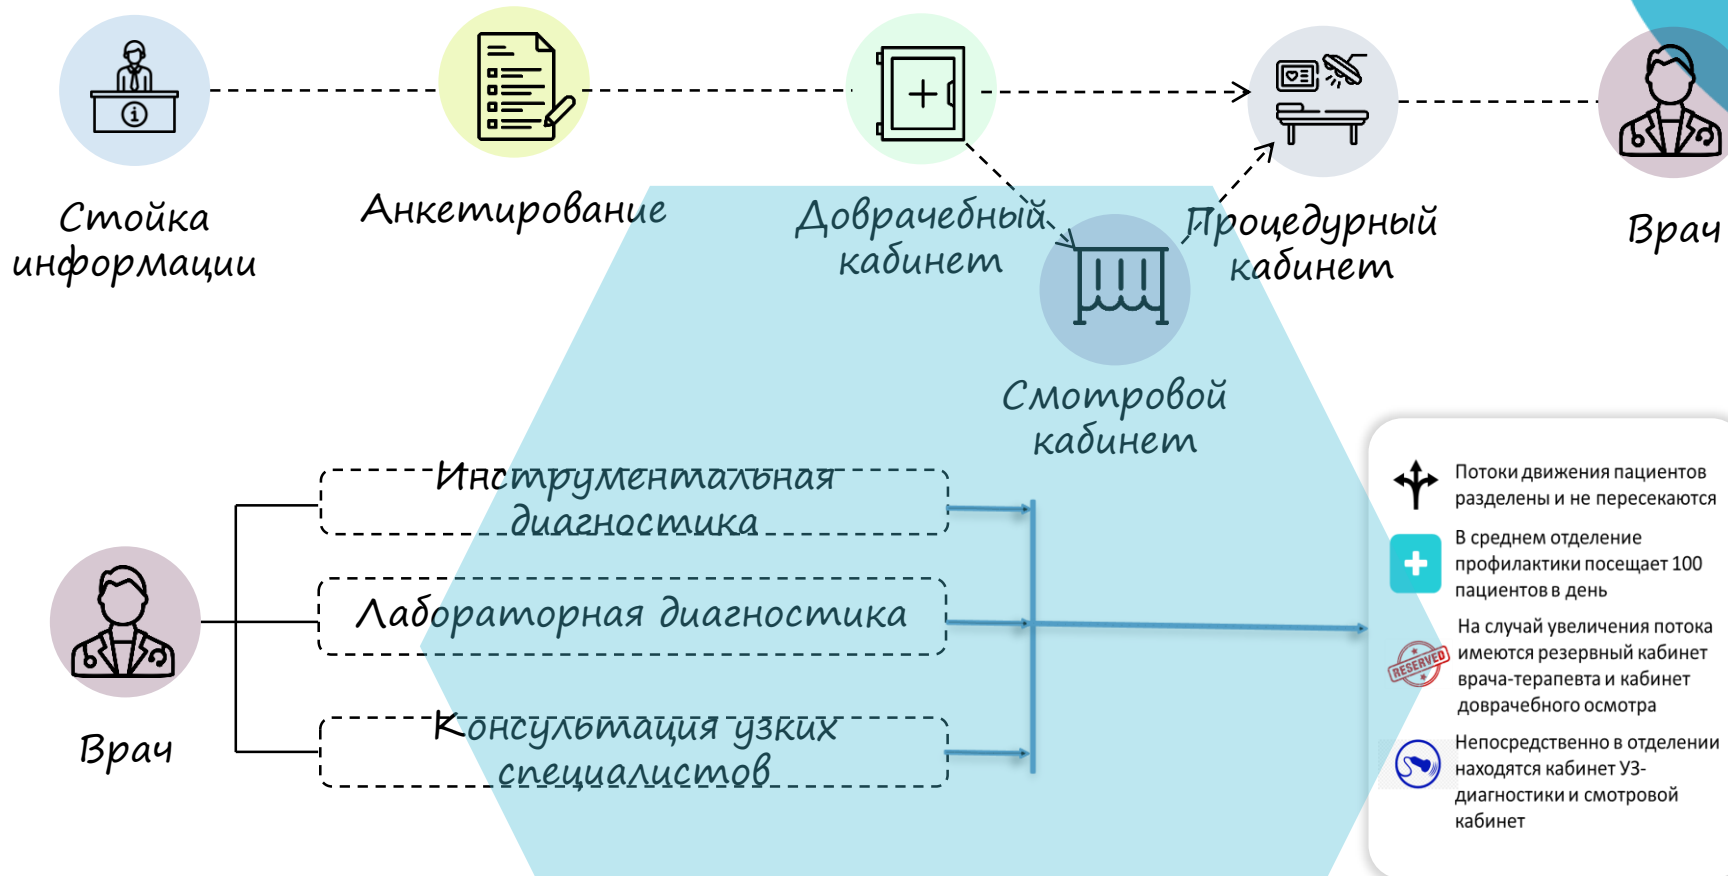 Стойка
информации
Анкетирование
Доврачебный
кабинет
Процедурный
кабинет
Врач
Смотровой
кабинет
Врач
Инструментальная
диагностика
Лабораторная диагностика
Консультация узких
специалистов
Потоки движения пациентов
разделены и не пересекаются
В среднем отделение
профилактики посещает 100
пациентов в день
RESERVED
На случай увеличения потока
имеются резервный кабинет
врача-терапевта и кабинет
доврачебного осмотра
Непосредственно в отделении
находятся кабинет УЗ-
диагностики и смотровой
кабинет